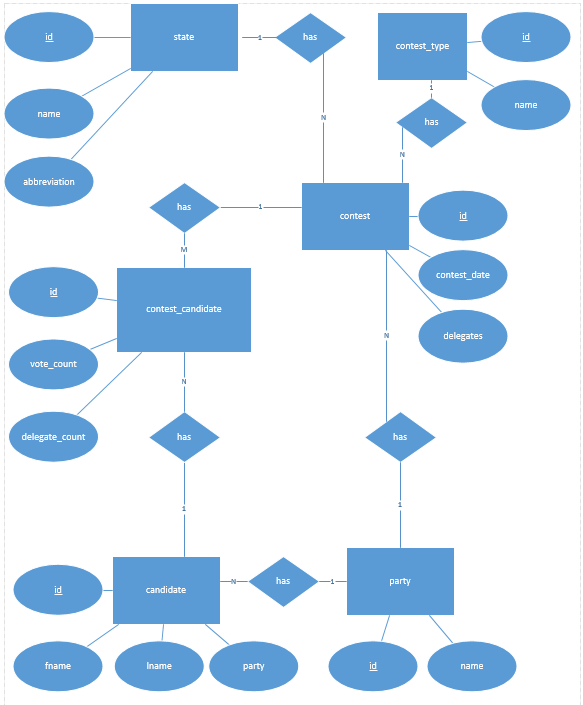 id
state
1
has
contest_type
id
name
1
has
name
N
N
abbreviation
has
1
contest
id
M
contest_date
id
contest_candidate
N
delegates
vote_count
N
delegate_count
has
has
1
1
id
candidate
N
has
1
party
fname
lname
party
id
name